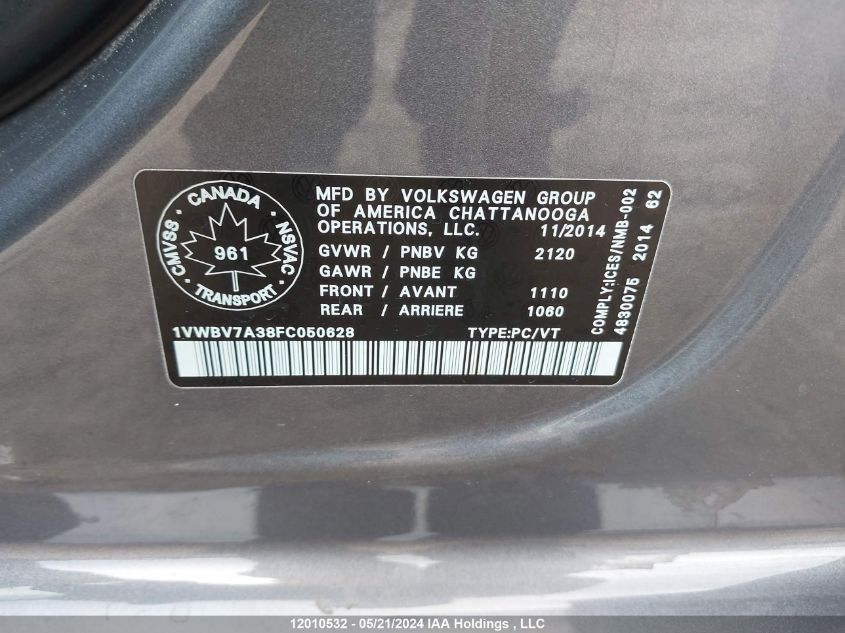 CANADA
CMVSS · NSVAC
961
TRANSPORT
MFD BY VOLKSWAGEN GROUP
OF AMERICA CHATTANOOGA
OPERATIONS, LLC. 11/2014
GVWR / PNBV KG 2120
GAWR / PNBE KG
FRONT / AVANT 1110
REAR / ARRIERE 1060
1VWBV7A38FC050628 TYPE:PC/VT
COMPLY:ICES/NMB-002
4830075 2014 62
12010532 - 05/21/2024 IAA Holdings , LLC